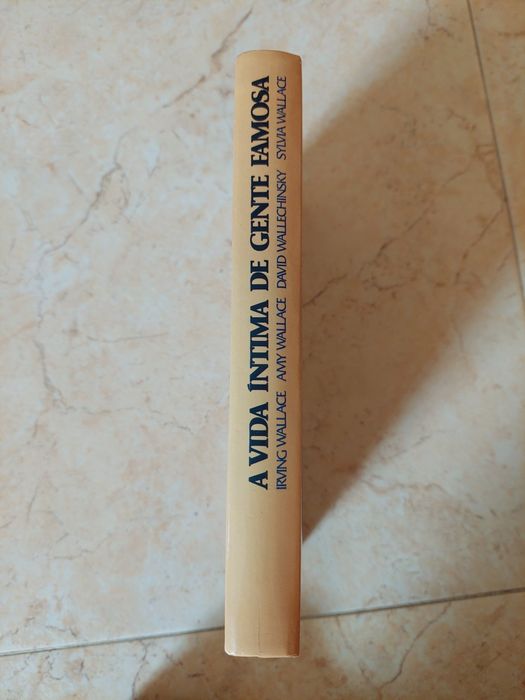 A VIDA ÍNTIMA DE GENTE FAMOSA
IRVING WALLACE AMY WALLACE DAVID WALLECHINSKY SYLVIA WALLACE